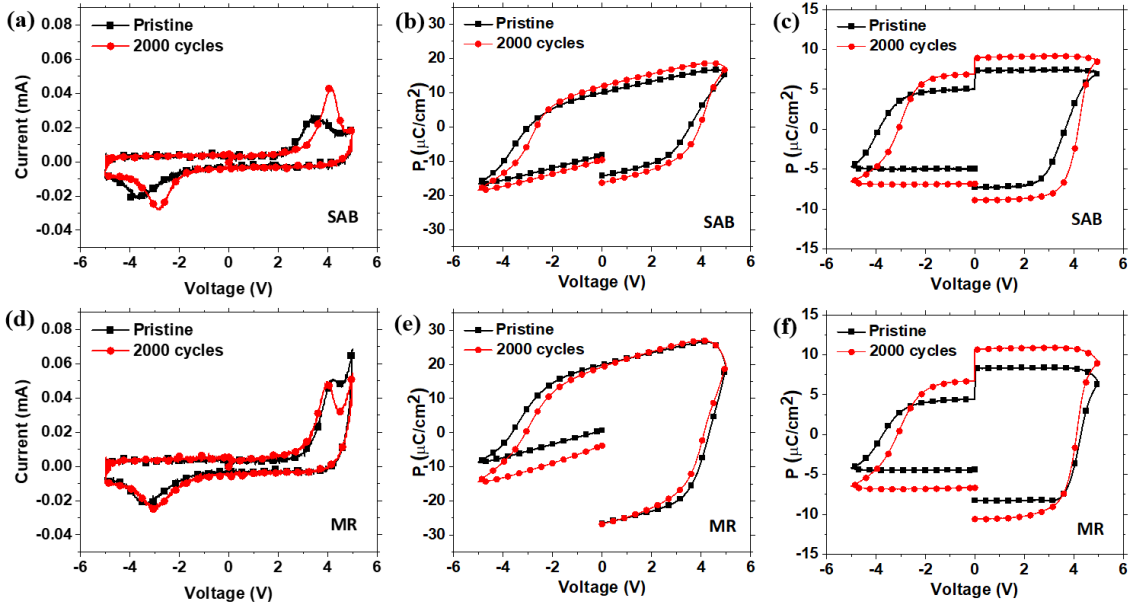 (a)
Pristine
2000 cycles
0.08
0.06
0.04
0.02
0.00
-0.02
-0.04
Current (mA)
SAB
-6 -4 -2 0 2 4 6
Voltage (V)
(b)
Pristine
2000 cycles
30
20
10
0
-10
-20
-30
P (μC/cm2)
SAB
-6 -4 -2 0 2 4 6
Voltage (V)
(c)
Pristine
2000 cycles
15
10
5
0
-5
-10
-15
P (μC/cm2)
SAB
-6 -4 -2 0 2 4 6
Voltage (V)
(d)
Pristine
2000 cycles
0.08
0.06
0.04
0.02
0.00
-0.02
-0.04
Current (mA)
MR
-6 -4 -2 0 2 4 6
Voltage (V)
(e)
Pristine
2000 cycles
30
20
10
0
-10
-20
-30
P (μC/cm2)
MR
-6 -4 -2 0 2 4 6
Voltage (V)
(f)
Pristine
2000 cycles
15
10
5
0
-5
-10
-15
P (μC/cm2)
MR
-6 -4 -2 0 2 4 6
Voltage (V)